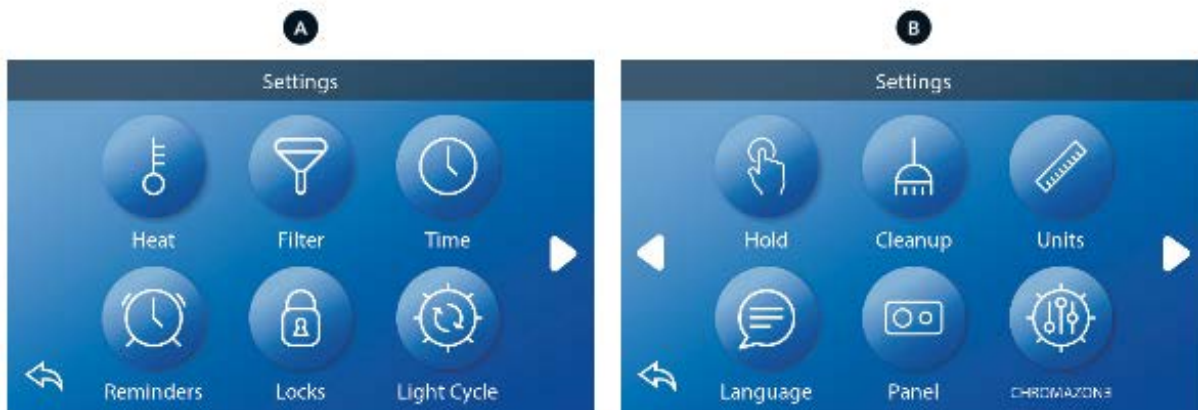 A
B
Settings
Heat Filter Time
Reminders Locks Light Cycle
Settings
Hold Cleanup Units
Language Panel CHROMAZON3